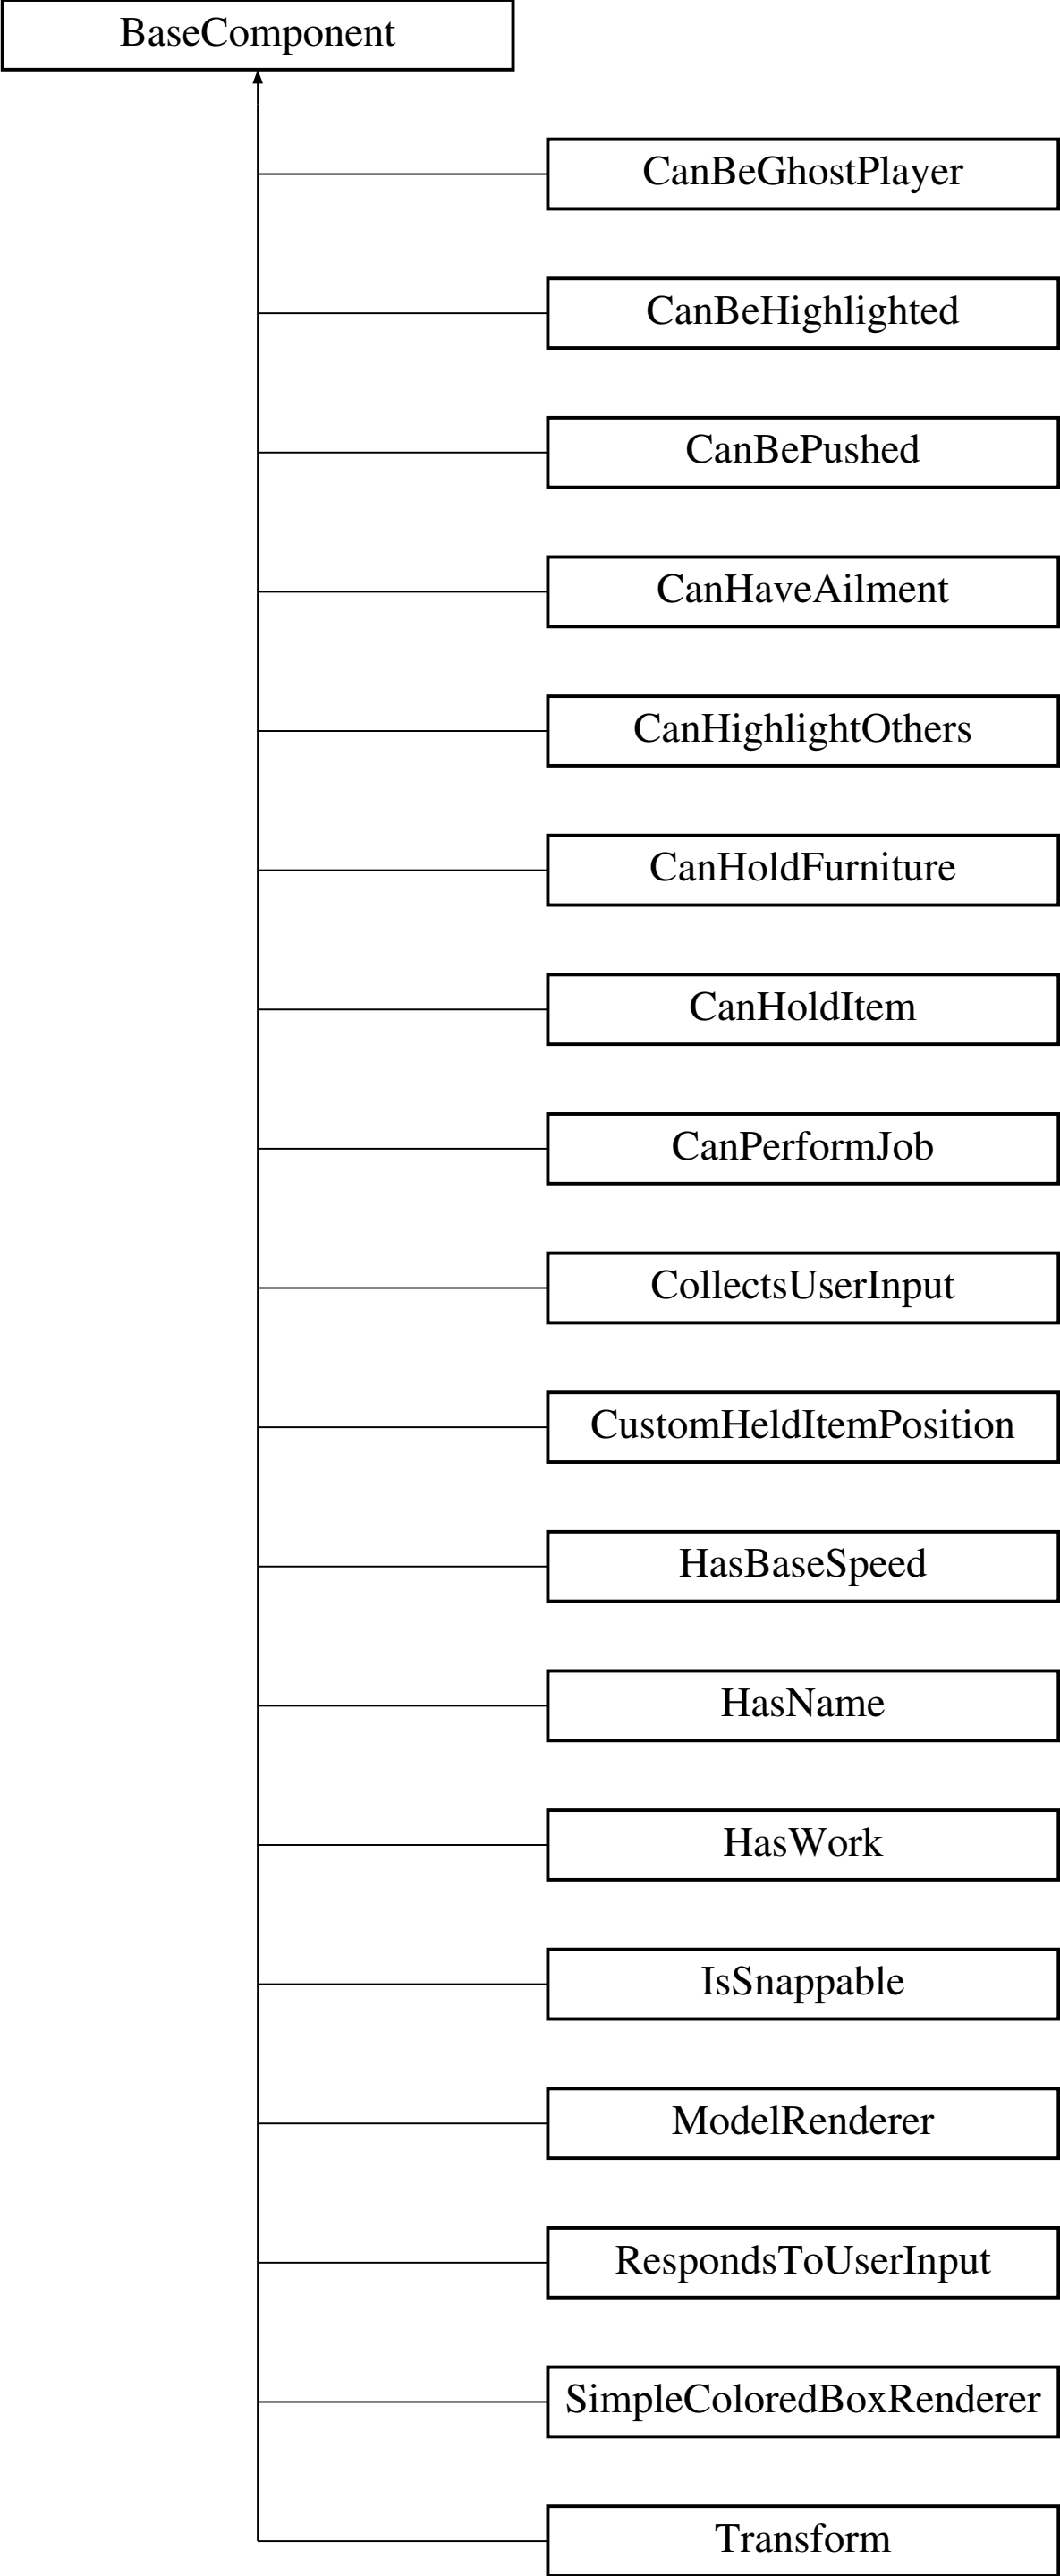 BaseComponent
CanBeGhostPlayer
CanBeHighlighted
CanBePushed
CanHaveAilment
CanHighlightOthers
CanHoldFurniture
CanHoldItem
CanPerformJob
CollectsUserInput
CustomHeldItemPosition
HasBaseSpeed
HasName
HasWork
IsSnappable
ModelRenderer
RespondsToUserInput
SimpleColoredBoxRenderer
Transform